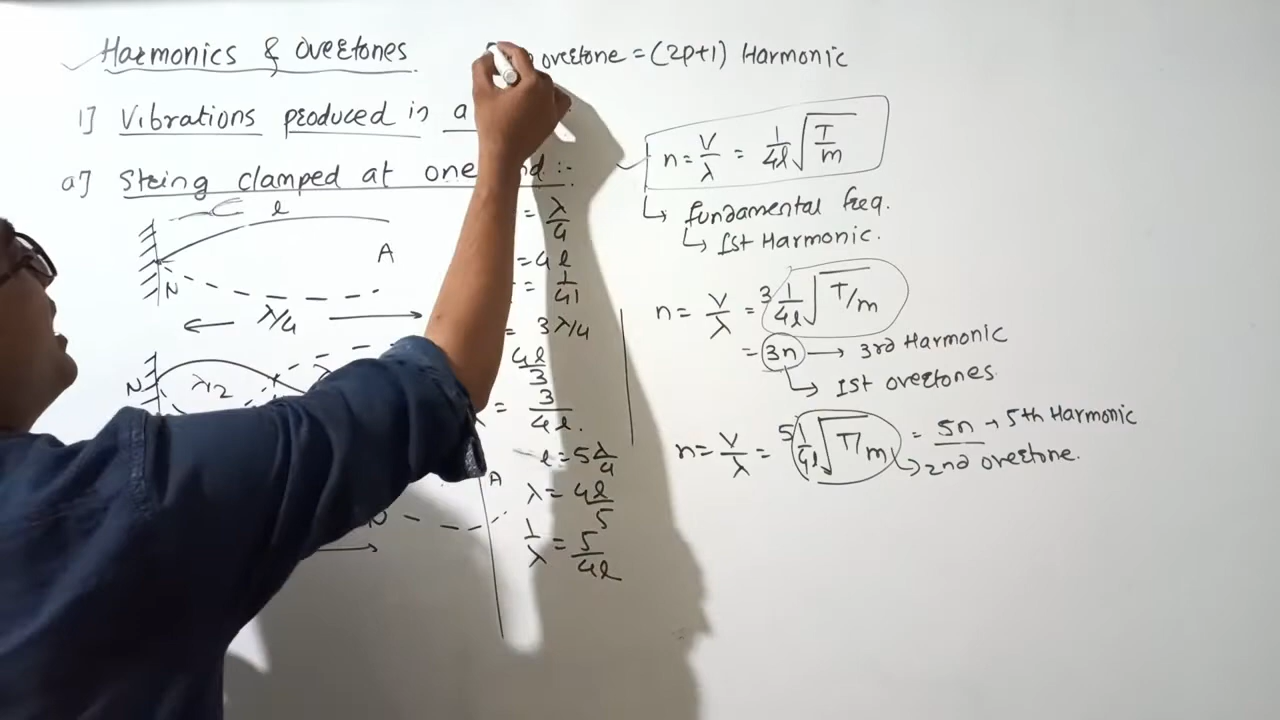 Harmonics & Overtones
overtone = (2p+1) Harmonic
1] Vibrations produced in a
a] String clamped at one
l
A
N
λ/4
= λ/4
= 4l
= 1/4l
= 3λ/4
4l/3
= 3/4l.
N
λ/2
l = 5λ/4
λ = 4l/5
1/λ = 5/4l
A
n = V/λ = 1/4l √T/m
↳ fundamental freq.
↳ 1st Harmonic.
n = V/λ = 3 1/4l √T/m
= 3n → 3rd Harmonic
↳ 1st overtones
n = V/λ = 5 1/4l √T/m = 5n → 5th Harmonic
↳ 2nd overtone.